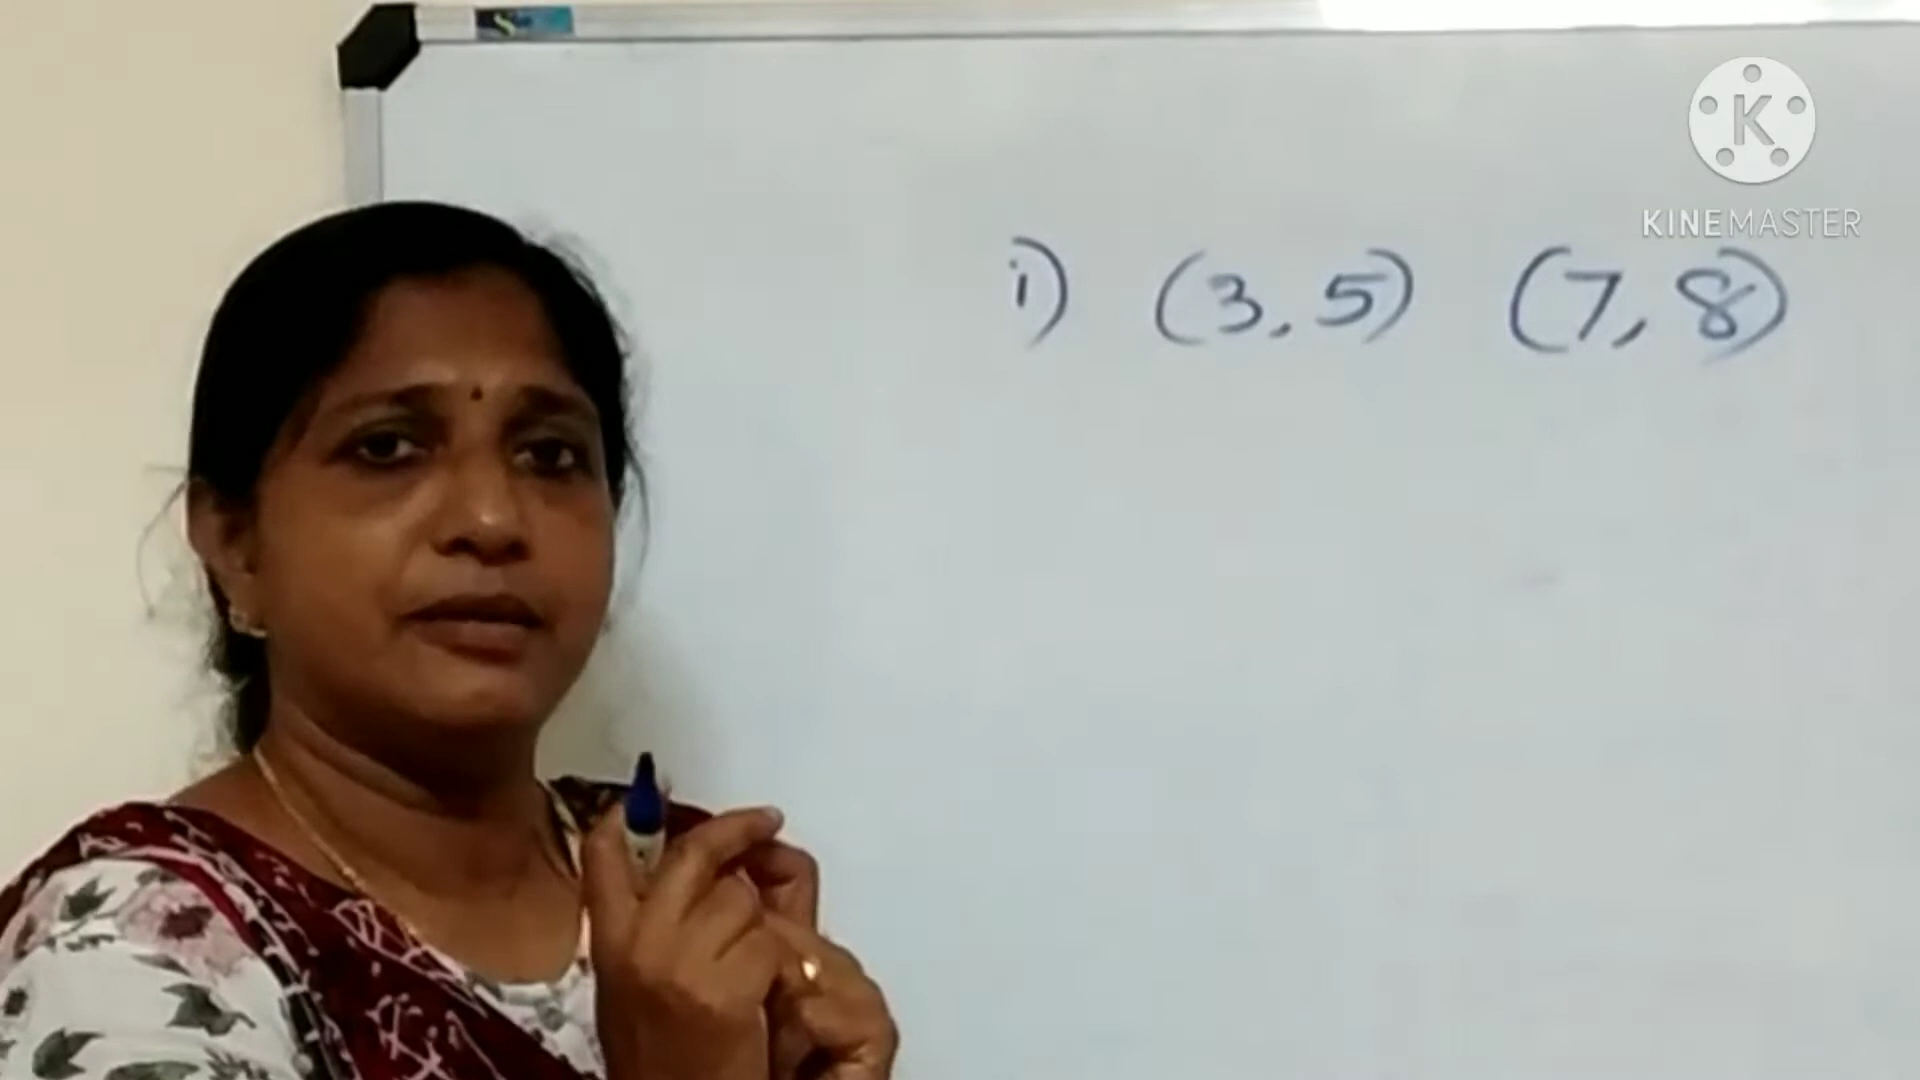 K
KINEMASTER
i) (3, 5) (7, 8)